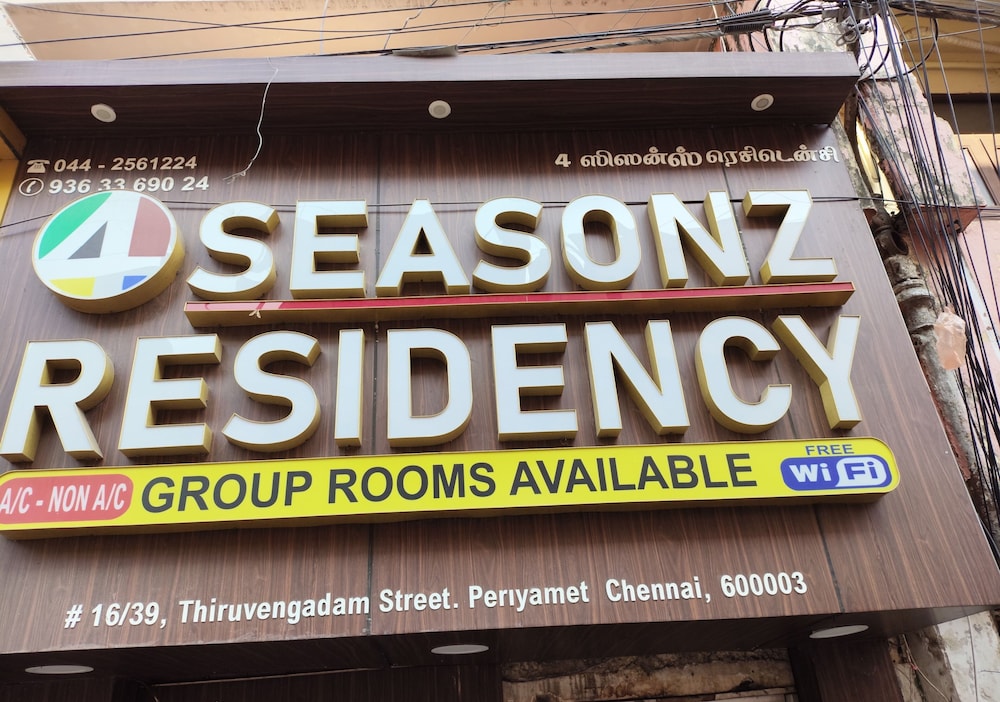 ☎ 044 - 2561224
✆ 936 33 690 24
4 ஸிஸன்ஸ் ரெசிடென்சி
4 SEASONZ
RESIDENCY
A/C - NON A/C GROUP ROOMS AVAILABLE FREE WiFi
# 16/39, Thiruvengadam Street. Periyamet Chennai, 600003